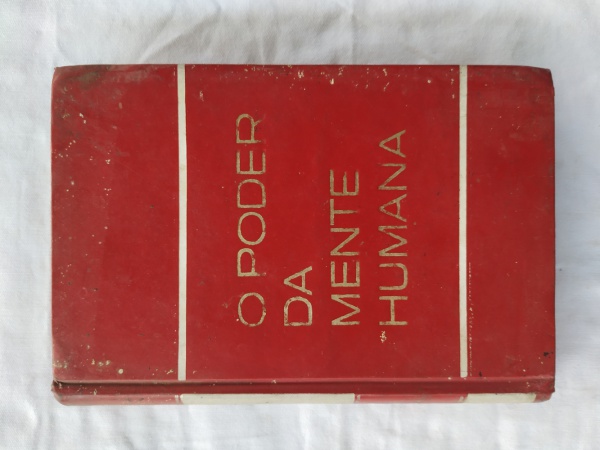 O PODER
DA
MENTE
HUMANA